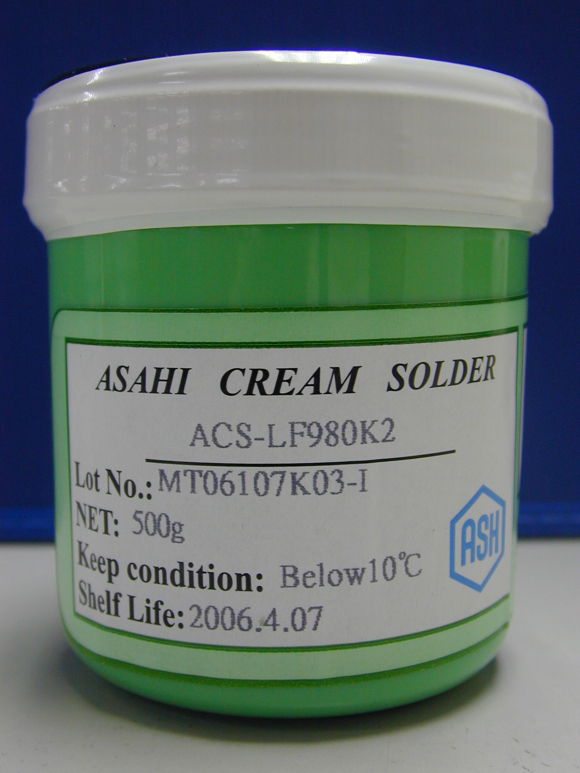 ASAHI CREAM SOLDER
ACS-LF980K2
Lot No.: MT06107K03-I
NET: 500g
Keep condition: Below10℃
Shelf Life: 2006.4.07
ASH